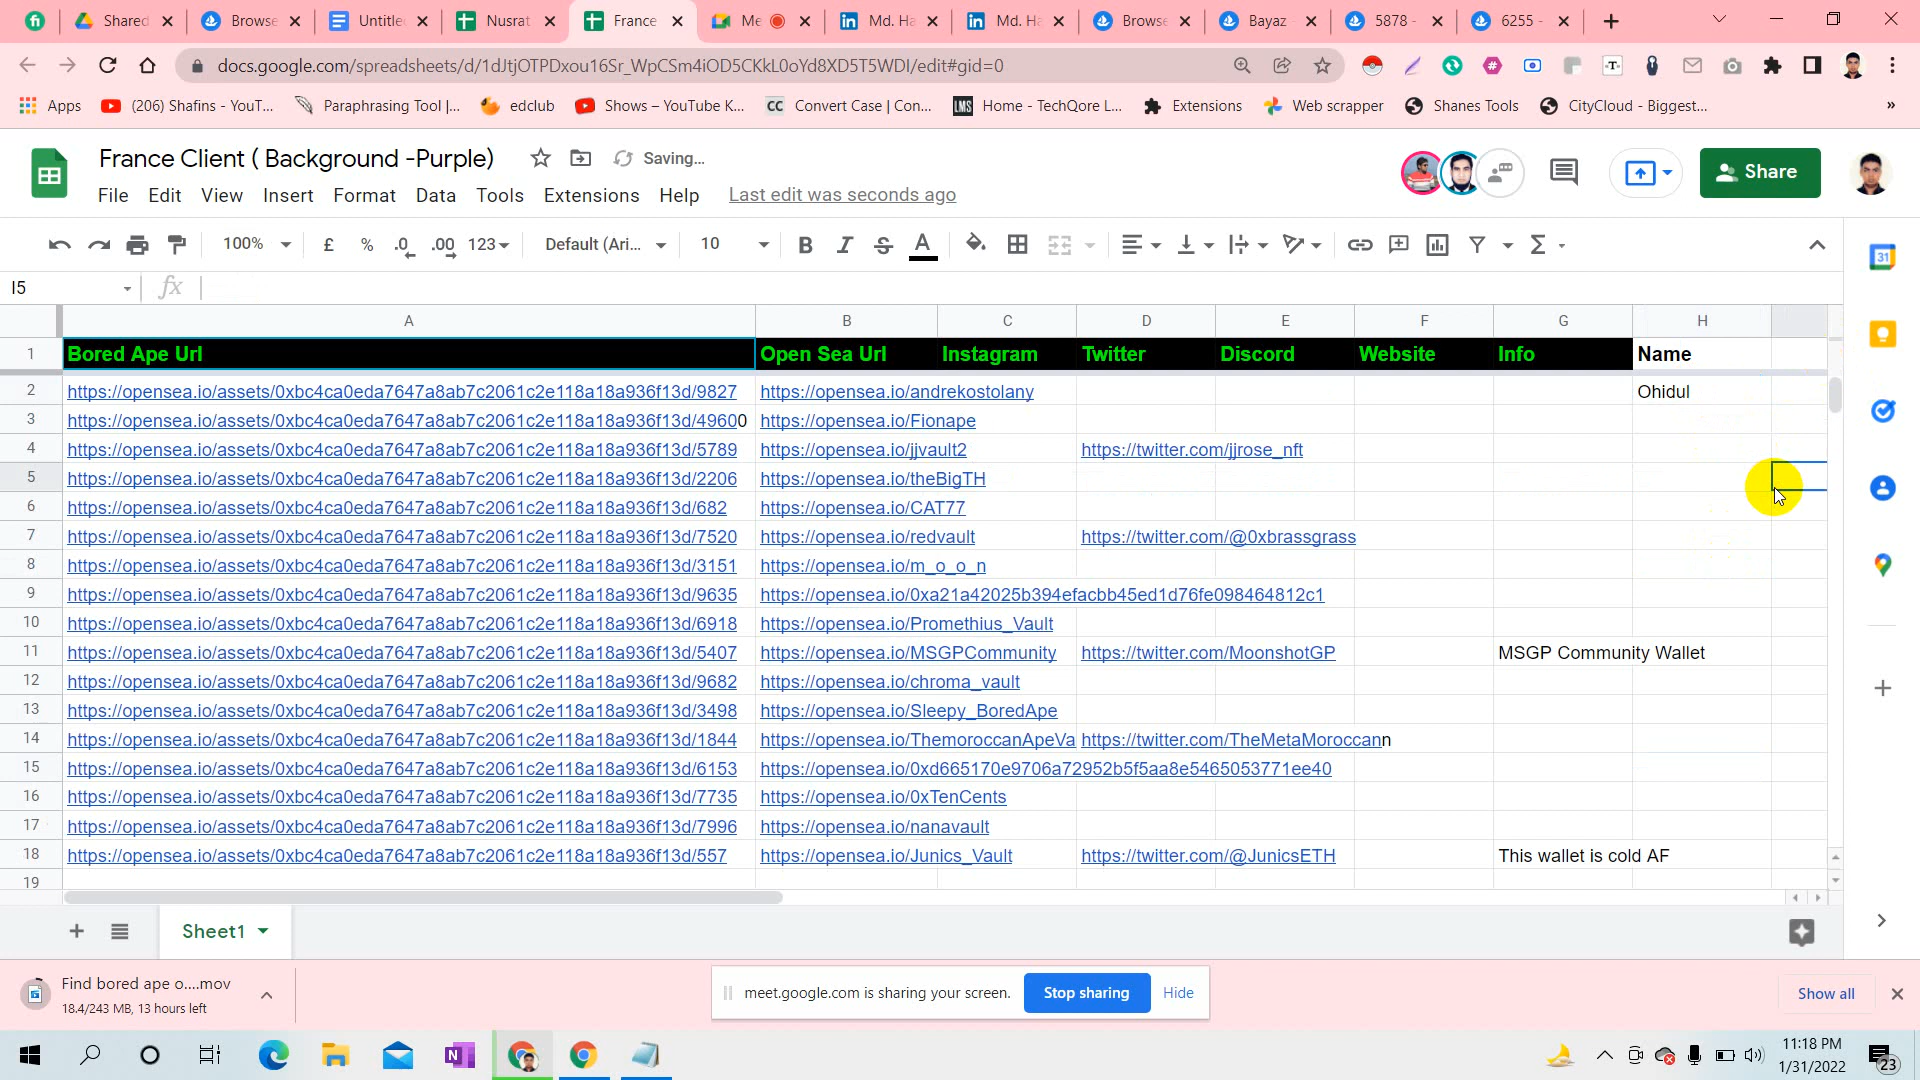 Shared
Browse
Untitle
Nusrat
France
Me
Md. Ha
Md. Ha
Browse
Bayaz
5878 -
6255 -
docs.google.com/spreadsheets/d/1dJtjOTPDxou16Sr_WpCSm4iOD5CKkL0oYd8XD5T5WDI/edit#gid=0
Apps
(206) Shafins - YouT...
Paraphrasing Tool |...
edclub
Shows – YouTube K...
CC Convert Case | Con...
LMS Home - TechQore L...
Extensions
Web scrapper
Shanes Tools
CityCloud - Biggest...
»
France Client ( Background -Purple)
Saving...
Share
File Edit View Insert Format Data Tools Extensions Help Last edit was seconds ago
100% £ % .0 .00 123 Default (Ari... 10 B I S A Σ
31
I5 fx
A B C D E F G H
1 Bored Ape Url Open Sea Url Instagram Twitter Discord Website Info Name
2 https://opensea.io/assets/0xbc4ca0eda7647a8ab7c2061c2e118a18a936f13d/9827 https://opensea.io/andrekostolany Ohidul
3 https://opensea.io/assets/0xbc4ca0eda7647a8ab7c2061c2e118a18a936f13d/49600 https://opensea.io/Fionape
4 https://opensea.io/assets/0xbc4ca0eda7647a8ab7c2061c2e118a18a936f13d/5789 https://opensea.io/jjvault2 https://twitter.com/jjrose_nft
5 https://opensea.io/assets/0xbc4ca0eda7647a8ab7c2061c2e118a18a936f13d/2206 https://opensea.io/theBigTH
6 https://opensea.io/assets/0xbc4ca0eda7647a8ab7c2061c2e118a18a936f13d/682 https://opensea.io/CAT77
7 https://opensea.io/assets/0xbc4ca0eda7647a8ab7c2061c2e118a18a936f13d/7520 https://opensea.io/redvault https://twitter.com/@0xbrassgrass
8 https://opensea.io/assets/0xbc4ca0eda7647a8ab7c2061c2e118a18a936f13d/3151 https://opensea.io/m_o_o_n
9 https://opensea.io/assets/0xbc4ca0eda7647a8ab7c2061c2e118a18a936f13d/9635 https://opensea.io/0xa21a42025b394efacbb45ed1d76fe098464812c1
10 https://opensea.io/assets/0xbc4ca0eda7647a8ab7c2061c2e118a18a936f13d/6918 https://opensea.io/Promethius_Vault
11 https://opensea.io/assets/0xbc4ca0eda7647a8ab7c2061c2e118a18a936f13d/5407 https://opensea.io/MSGPCommunity https://twitter.com/MoonshotGP MSGP Community Wallet
12 https://opensea.io/assets/0xbc4ca0eda7647a8ab7c2061c2e118a18a936f13d/9682 https://opensea.io/chroma_vault
13 https://opensea.io/assets/0xbc4ca0eda7647a8ab7c2061c2e118a18a936f13d/3498 https://opensea.io/Sleepy_BoredApe
14 https://opensea.io/assets/0xbc4ca0eda7647a8ab7c2061c2e118a18a936f13d/1844 https://opensea.io/ThemoroccanApeVa https://twitter.com/TheMetaMoroccann
15 https://opensea.io/assets/0xbc4ca0eda7647a8ab7c2061c2e118a18a936f13d/6153 https://opensea.io/0xd665170e9706a72952b5f5aa8e5465053771ee40
16 https://opensea.io/assets/0xbc4ca0eda7647a8ab7c2061c2e118a18a936f13d/7735 https://opensea.io/0xTenCents
17 https://opensea.io/assets/0xbc4ca0eda7647a8ab7c2061c2e118a18a936f13d/7996 https://opensea.io/nanavault
18 https://opensea.io/assets/0xbc4ca0eda7647a8ab7c2061c2e118a18a936f13d/557 https://opensea.io/Junics_Vault https://twitter.com/@JunicsETH This wallet is cold AF
19
Sheet1
Find bored ape o....mov
18.4/243 MB, 13 hours left
meet.google.com is sharing your screen. Stop sharing Hide
Show all
11:18 PM
1/31/2022
23